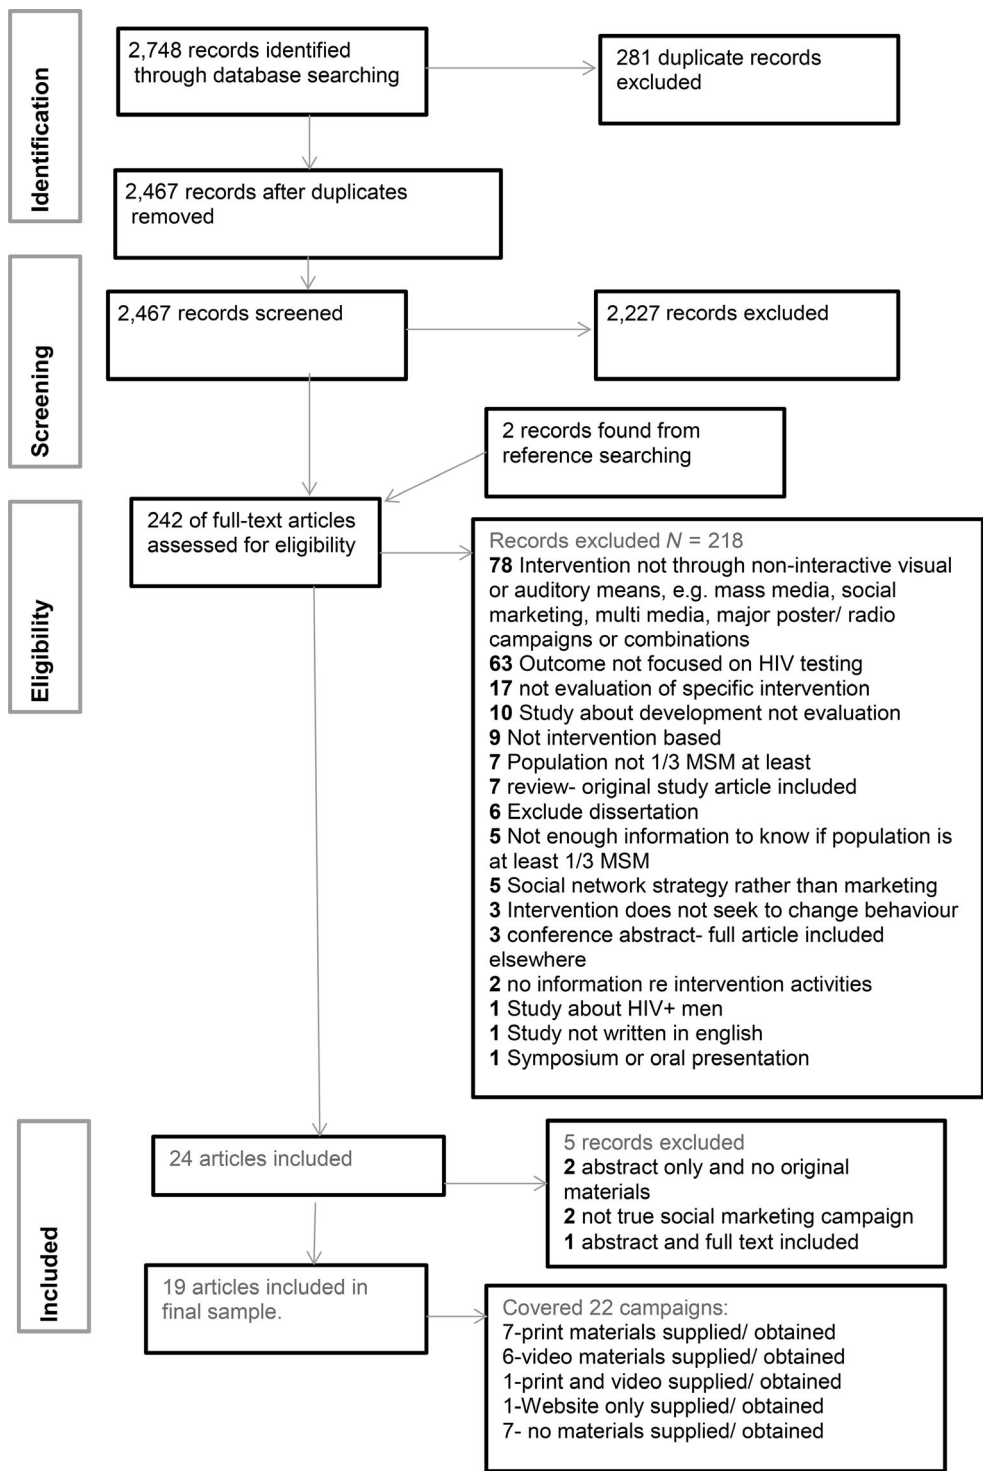 Identification
2,748 records identified
through database searching
281 duplicate records
excluded
2,467 records after duplicates
removed
Screening
2,467 records screened
2,227 records excluded
2 records found from
reference searching
Eligibility
242 of full-text articles
assessed for eligibility
Records excluded N = 218
78 Intervention not through non-interactive visual
or auditory means, e.g. mass media, social
marketing, multi media, major poster/ radio
campaigns or combinations
63 Outcome not focused on HIV testing
17 not evaluation of specific intervention
10 Study about development not evaluation
9 Not intervention based
7 Population not 1/3 MSM at least
7 review- original study article included
6 Exclude dissertation
5 Not enough information to know if population is
at least 1/3 MSM
5 Social network strategy rather than marketing
3 Intervention does not seek to change behaviour
3 conference abstract- full article included
elsewhere
2 no information re intervention activities
1 Study about HIV+ men
1 Study not written in english
1 Symposium or oral presentation
Included
24 articles included
5 records excluded
2 abstract only and no original
materials
2 not true social marketing campaign
1 abstract and full text included
19 articles included in
final sample.
Covered 22 campaigns:
7-print materials supplied/ obtained
6-video materials supplied/ obtained
1-print and video supplied/ obtained
1-Website only supplied/ obtained
7- no materials supplied/ obtained